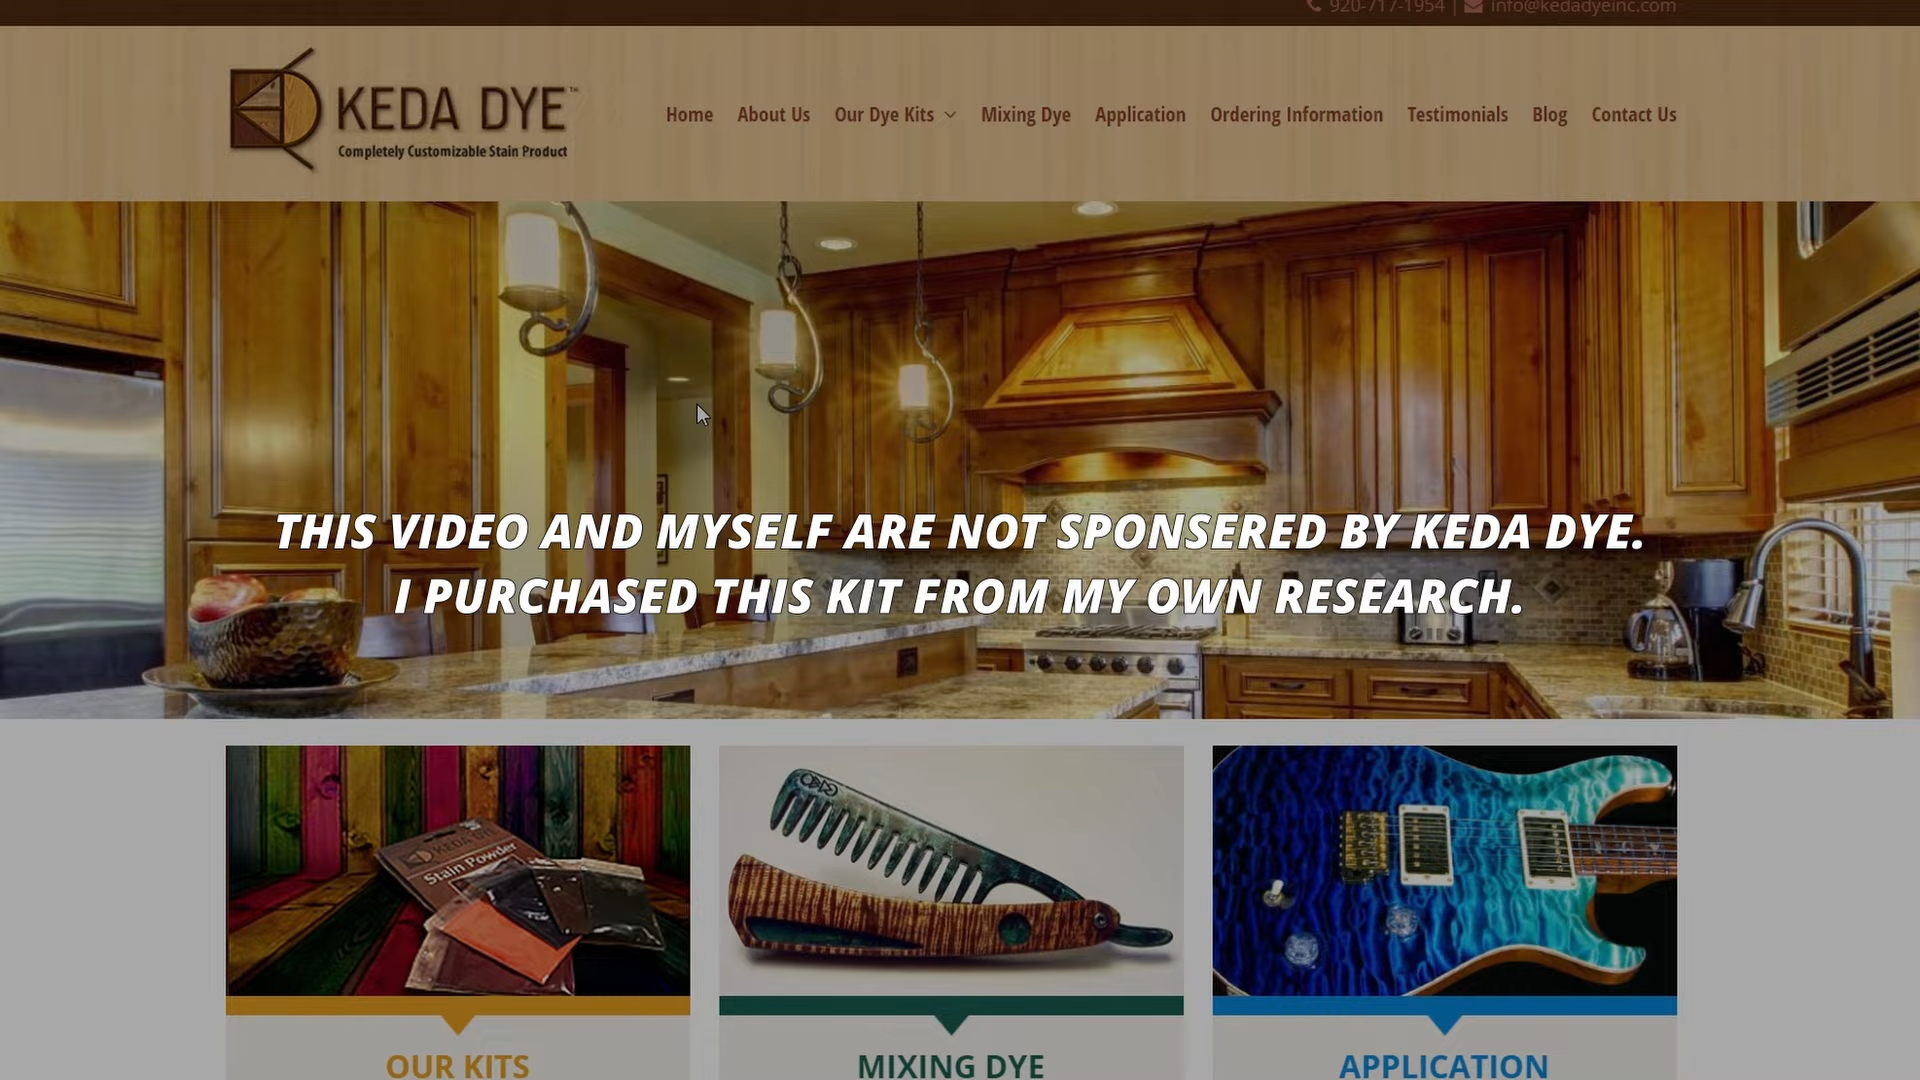 920-717-1954 | info@kedadyeinc.com
KEDA DYE™
Completely Customizable Stain Product
Home About Us Our Dye Kits Mixing Dye Application Ordering Information Testimonials Blog Contact Us
THIS VIDEO AND MYSELF ARE NOT SPONSERED BY KEDA DYE.
I PURCHASED THIS KIT FROM MY OWN RESEARCH.
KEDA DYE
Stain Powder
OUR KITS MIXING DYE APPLICATION